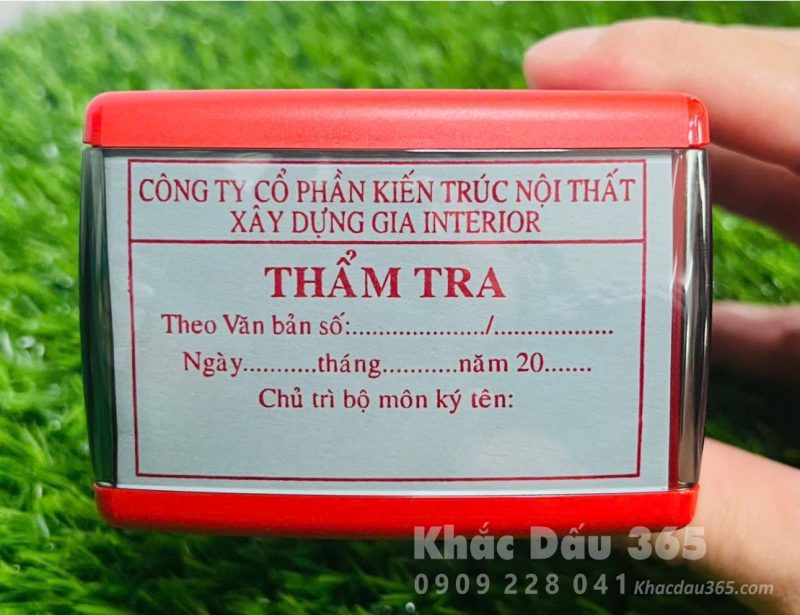 CÔNG TY CỔ PHẦN KIẾN TRÚC NỘI THẤT
XÂY DỰNG GIA INTERIOR
THẨM TRA
Theo Văn bản số:..................../..................
Ngày...........tháng...........năm 20.......
Chủ trì bộ môn ký tên:
Khắc Dấu 365
0909 228 041 Khacdau365.com